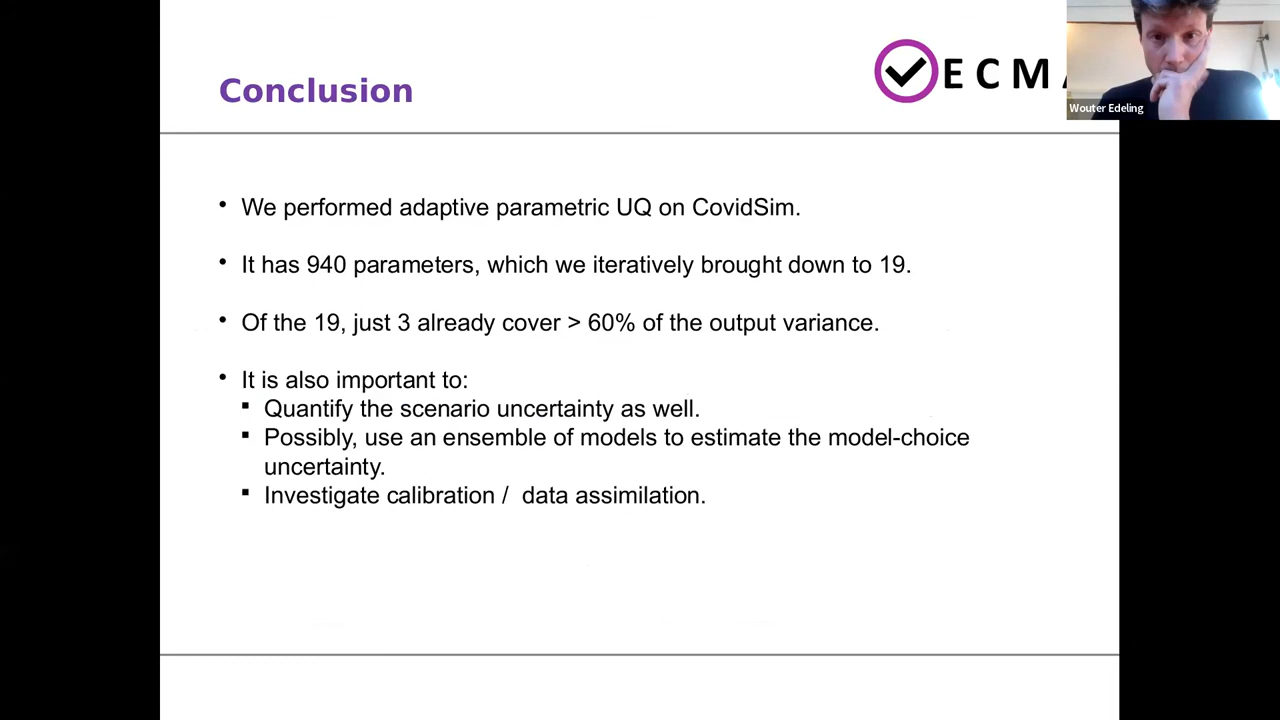 Conclusion
E C M
Wouter Edeling
• We performed adaptive parametric UQ on CovidSim.
• It has 940 parameters, which we iteratively brought down to 19.
• Of the 19, just 3 already cover > 60% of the output variance.
• It is also important to:
▪ Quantify the scenario uncertainty as well.
▪ Possibly, use an ensemble of models to estimate the model-choice
uncertainty.
▪ Investigate calibration / data assimilation.